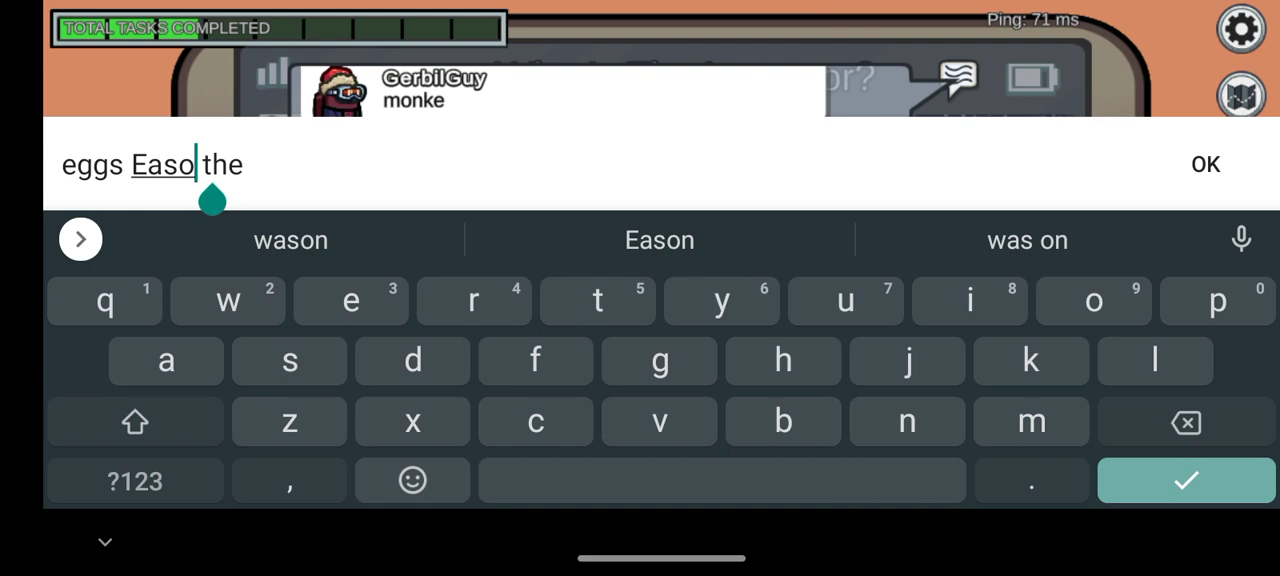 TOTAL TASKS COMPLETED
Ping: 71 ms
or?
GerbilGuy
monke
eggs Easo the
OK
wason Eason was on
q 1 w 2 e 3 r 4 t 5 y 6 u 7 i 8 o 9 p 0
a s d f g h j k l
z x c v b n m
?123 , .